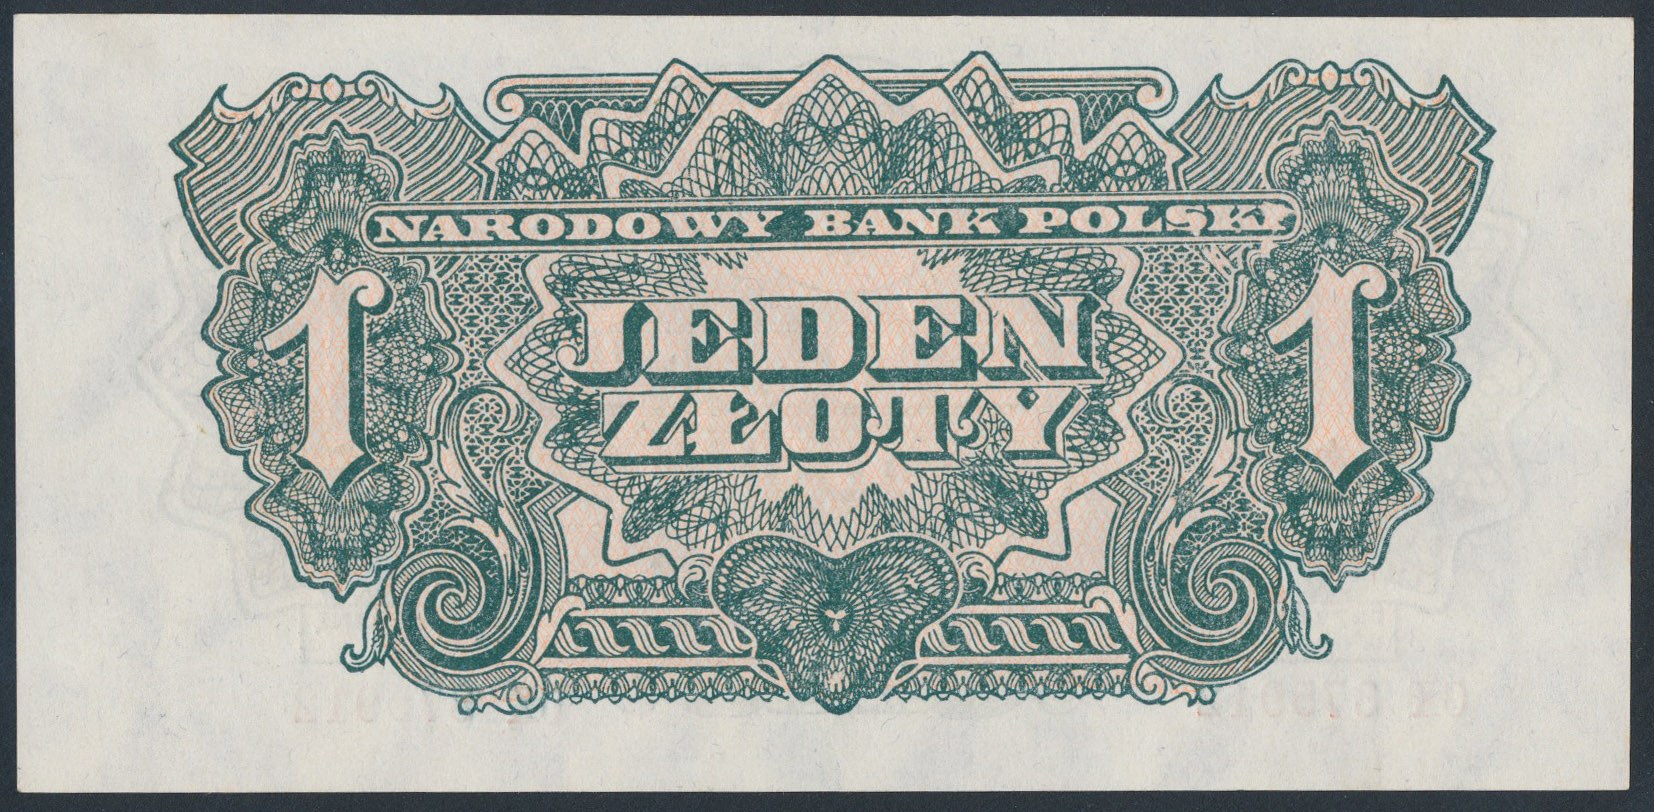 NARODOWY BANK POLSKI
1 JEDEN 1
ZŁOTY